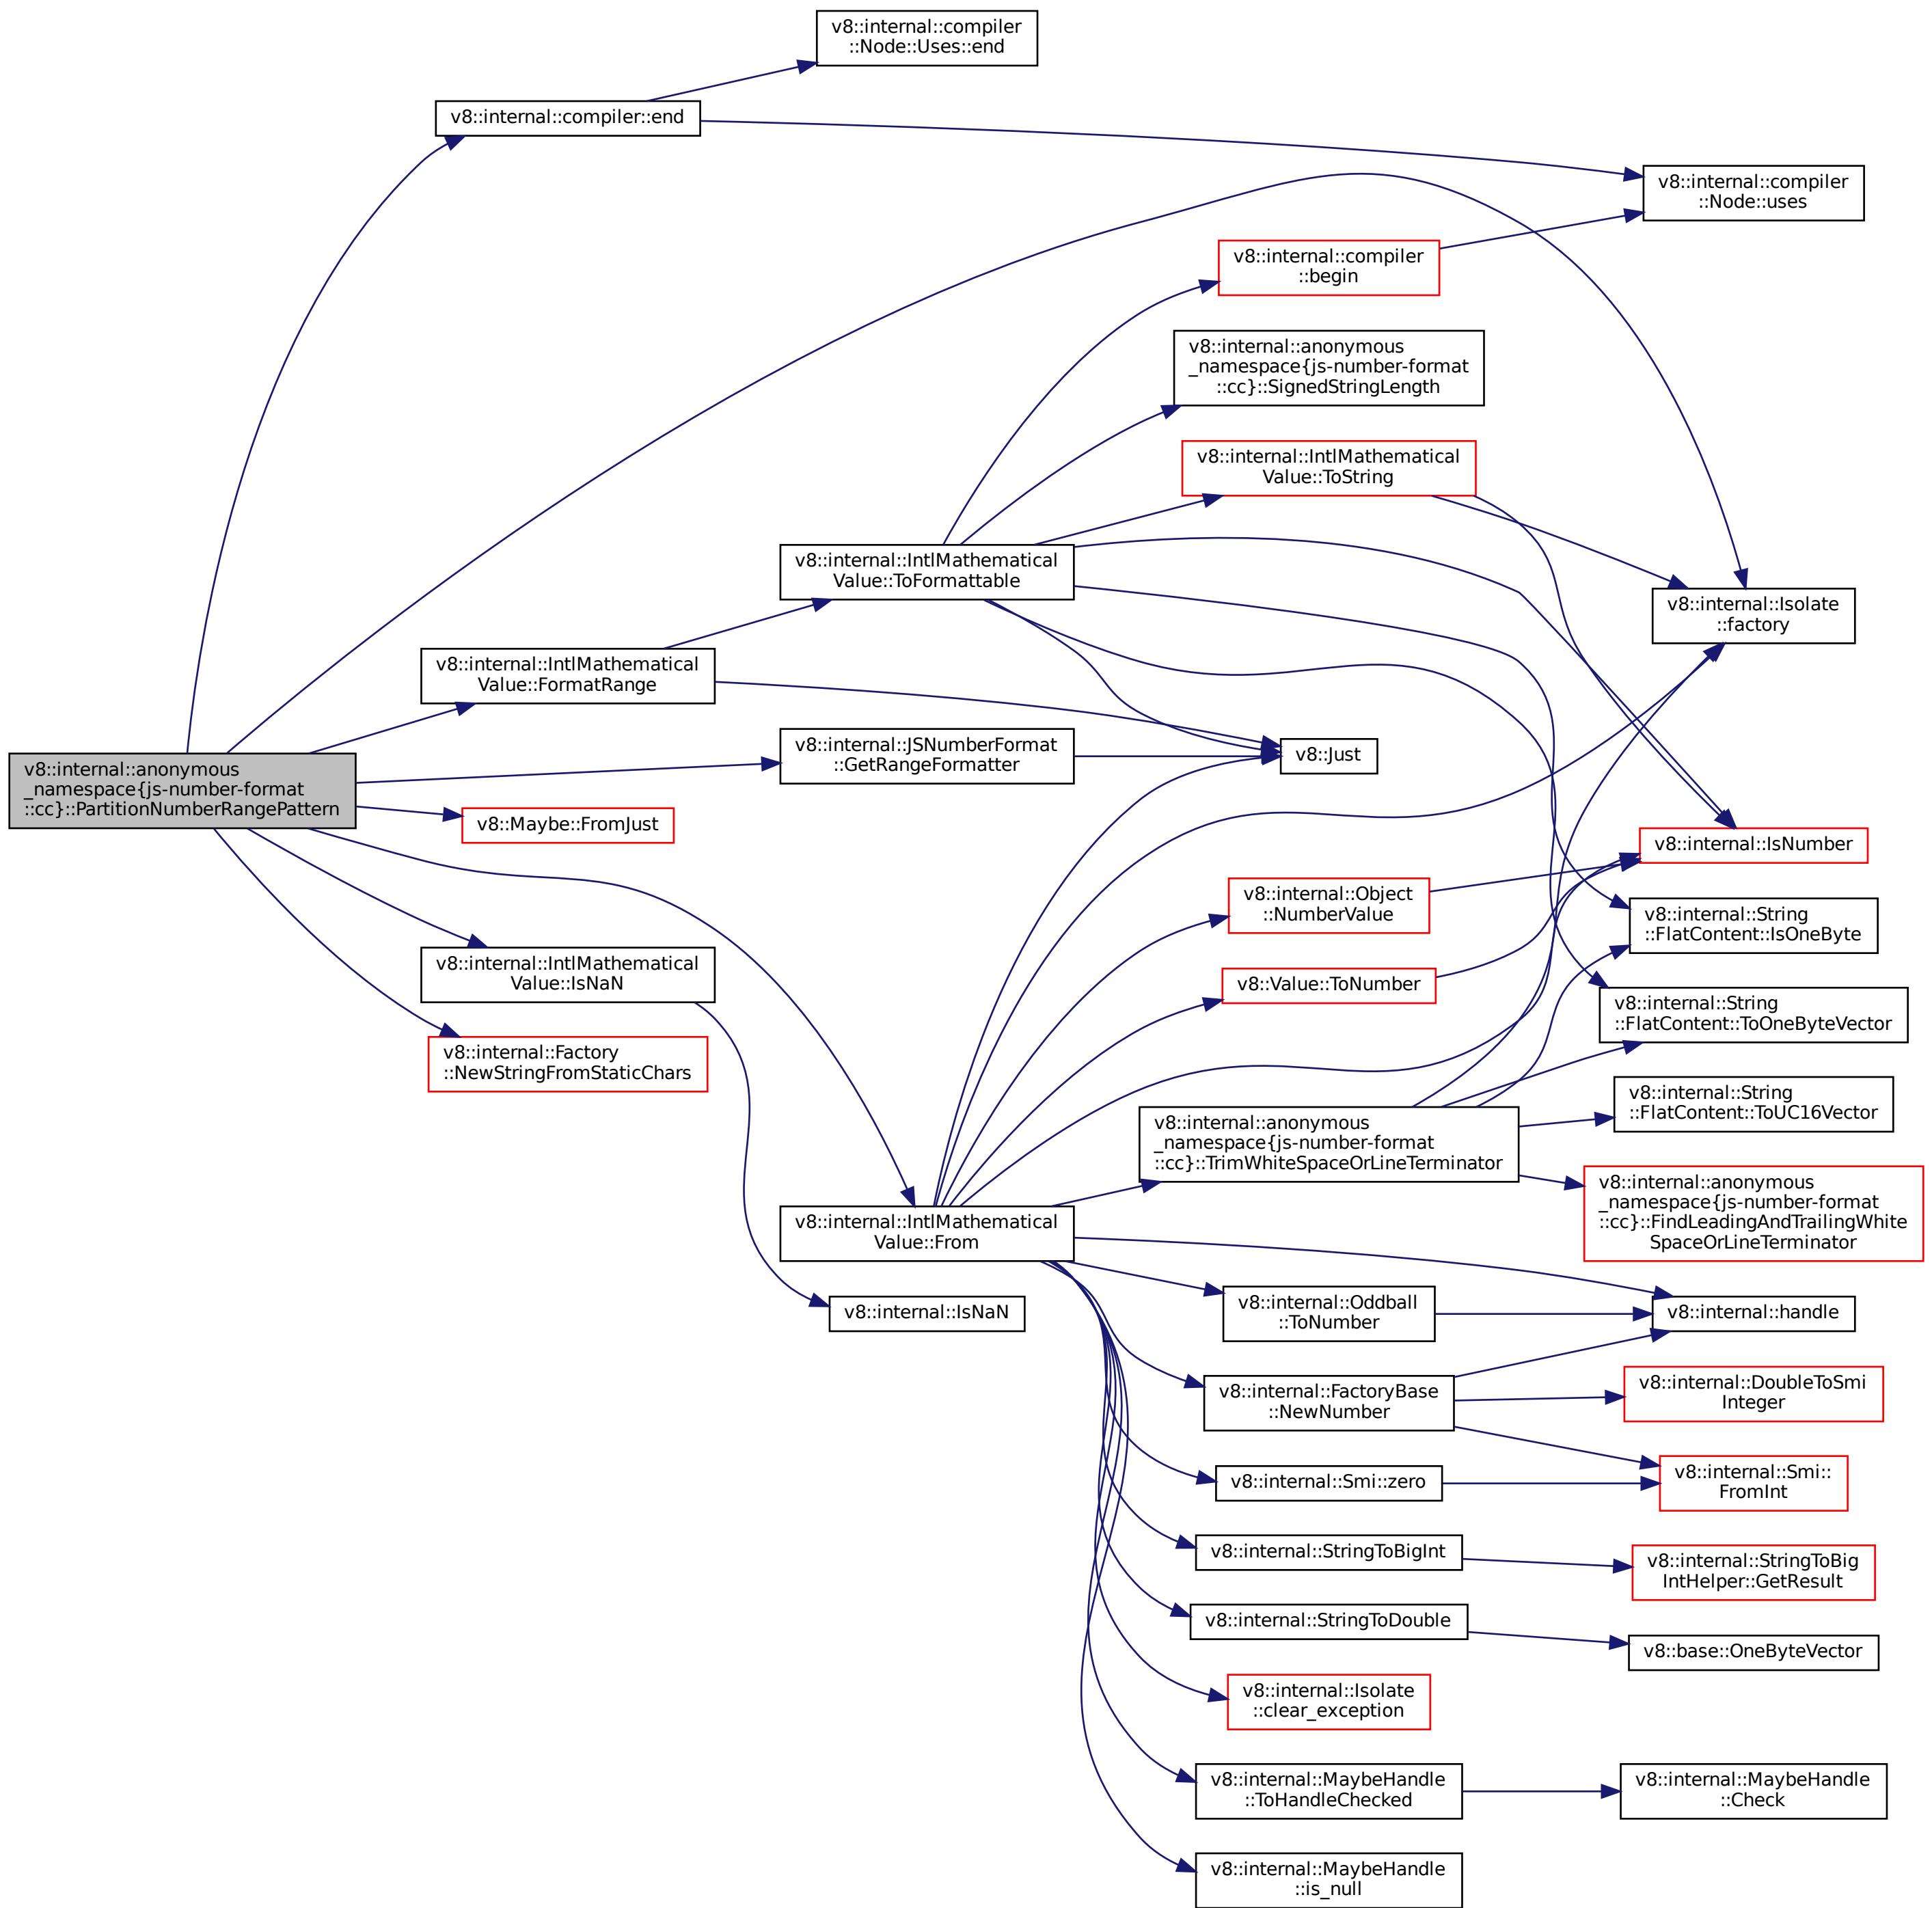 v8::internal::compiler
::Node::Uses::end
v8::internal::compiler::end
v8::internal::compiler
::Node::uses
v8::internal::compiler
::begin
v8::internal::anonymous
_namespace{js-number-format
::cc}::SignedStringLength
v8::internal::IntlMathematical
Value::ToString
v8::internal::IntlMathematical
Value::ToFormattable
v8::internal::Isolate
::factory
v8::internal::IntlMathematical
Value::FormatRange
v8::internal::JSNumberFormat
::GetRangeFormatter
v8::Just
v8::internal::anonymous
_namespace{js-number-format
::cc}::PartitionNumberRangePattern
v8::Maybe::FromJust
v8::internal::IsNumber
v8::internal::Object
::NumberValue
v8::internal::String
::FlatContent::IsOneByte
v8::internal::IntlMathematical
Value::IsNaN
v8::Value::ToNumber
v8::internal::String
::FlatContent::ToOneByteVector
v8::internal::Factory
::NewStringFromStaticChars
v8::internal::String
::FlatContent::ToUC16Vector
v8::internal::anonymous
_namespace{js-number-format
::cc}::TrimWhiteSpaceOrLineTerminator
v8::internal::anonymous
_namespace{js-number-format
::cc}::FindLeadingAndTrailingWhite
SpaceOrLineTerminator
v8::internal::IntlMathematical
Value::From
v8::internal::IsNaN
v8::internal::Oddball
::ToNumber
v8::internal::handle
v8::internal::FactoryBase
::NewNumber
v8::internal::DoubleToSmi
Integer
v8::internal::Smi::zero
v8::internal::Smi::
FromInt
v8::internal::StringToBigInt
v8::internal::StringToBig
IntHelper::GetResult
v8::internal::StringToDouble
v8::base::OneByteVector
v8::internal::Isolate
::clear_exception
v8::internal::MaybeHandle
::ToHandleChecked
v8::internal::MaybeHandle
::Check
v8::internal::MaybeHandle
::is_null